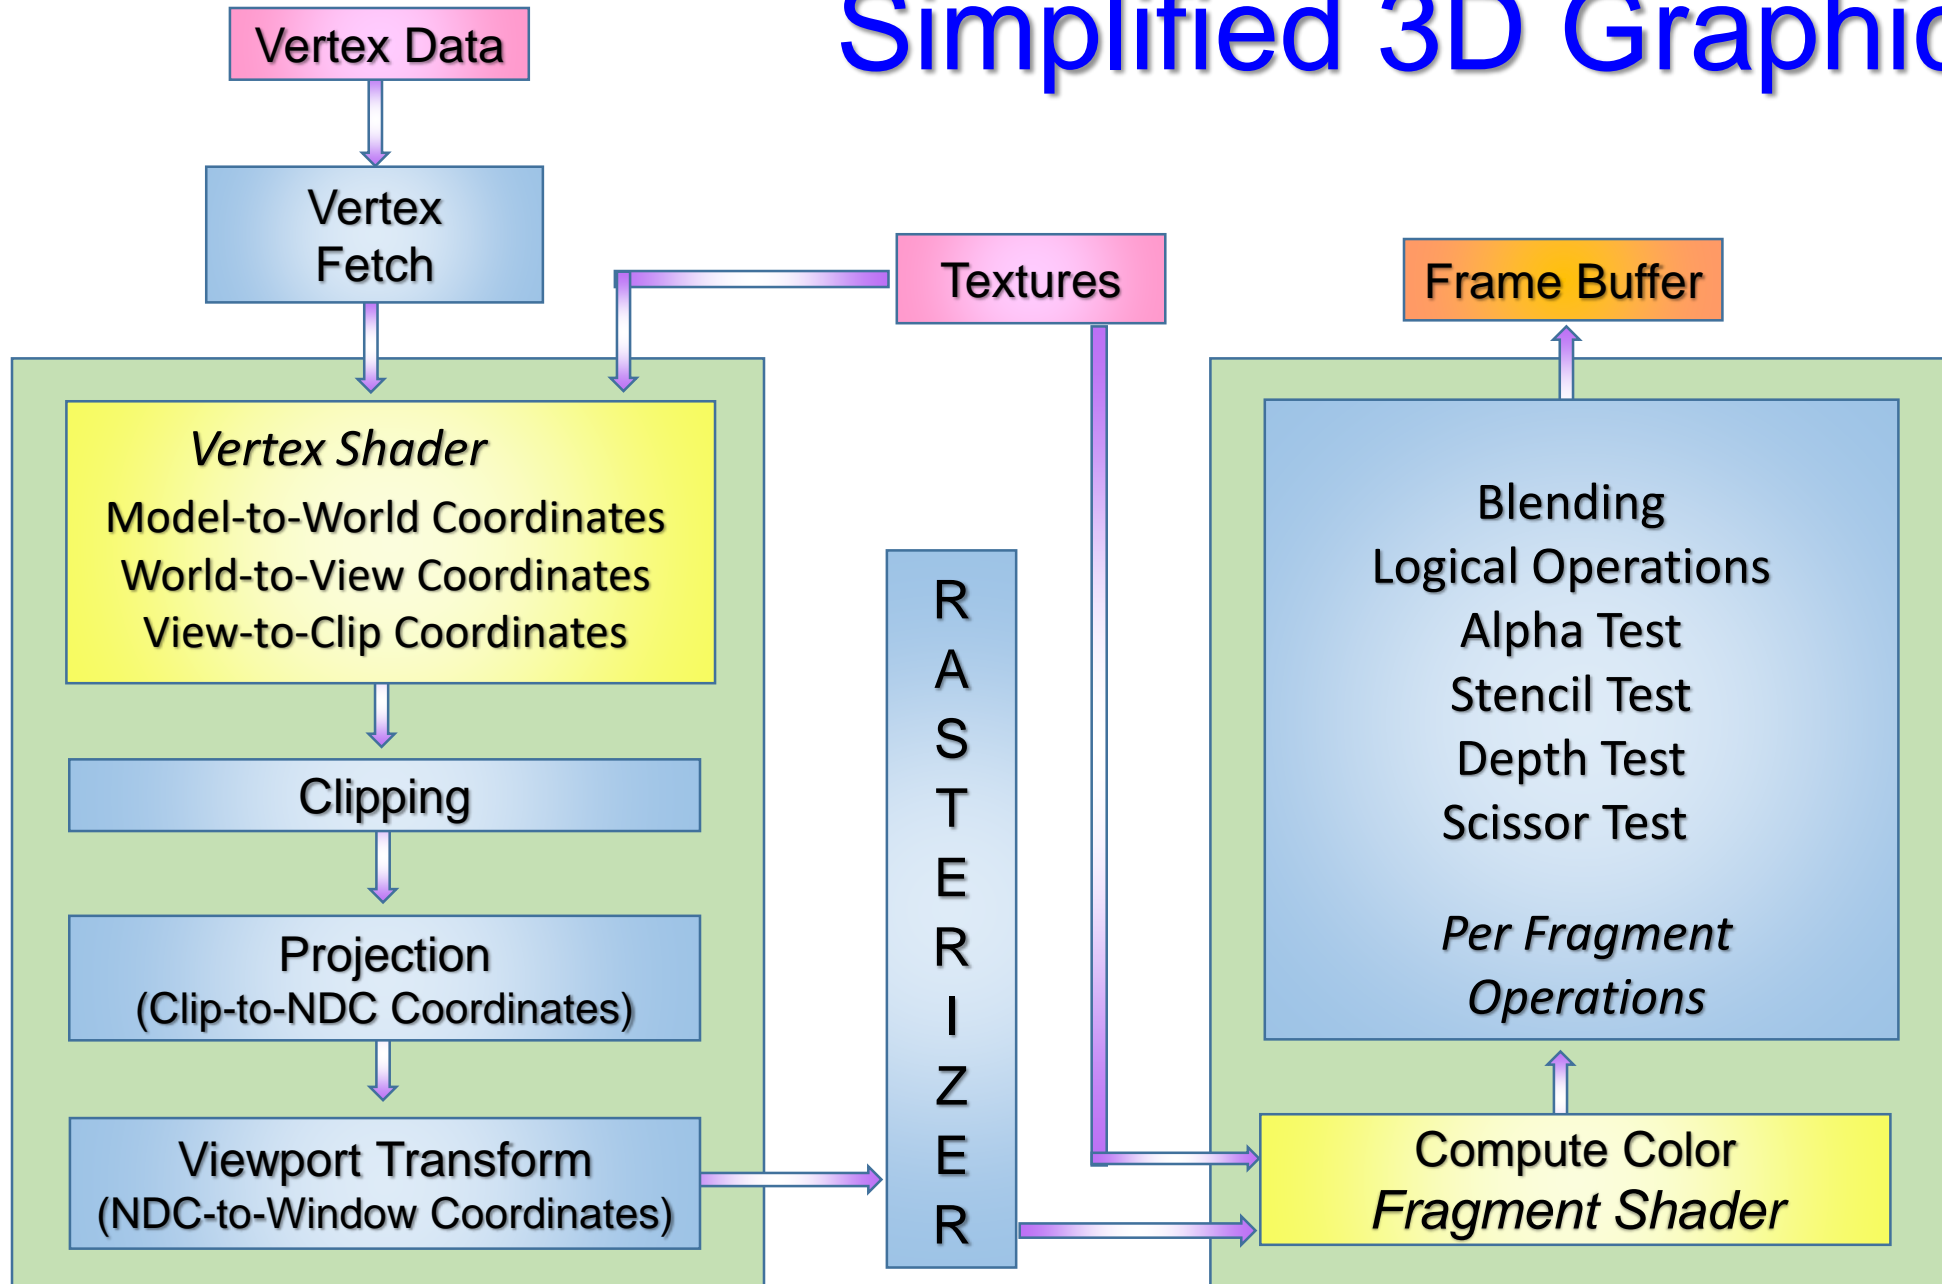 Simplified 3D Graphic
Vertex Data
Vertex
Fetch
Textures
Frame Buffer
Vertex Shader
Model-to-World Coordinates
World-to-View Coordinates
View-to-Clip Coordinates
Clipping
Projection
(Clip-to-NDC Coordinates)
Viewport Transform
(NDC-to-Window Coordinates)
R
A
S
T
E
R
I
Z
E
R
Blending
Logical Operations
Alpha Test
Stencil Test
Depth Test
Scissor Test
Per Fragment
Operations
Compute Color
Fragment Shader